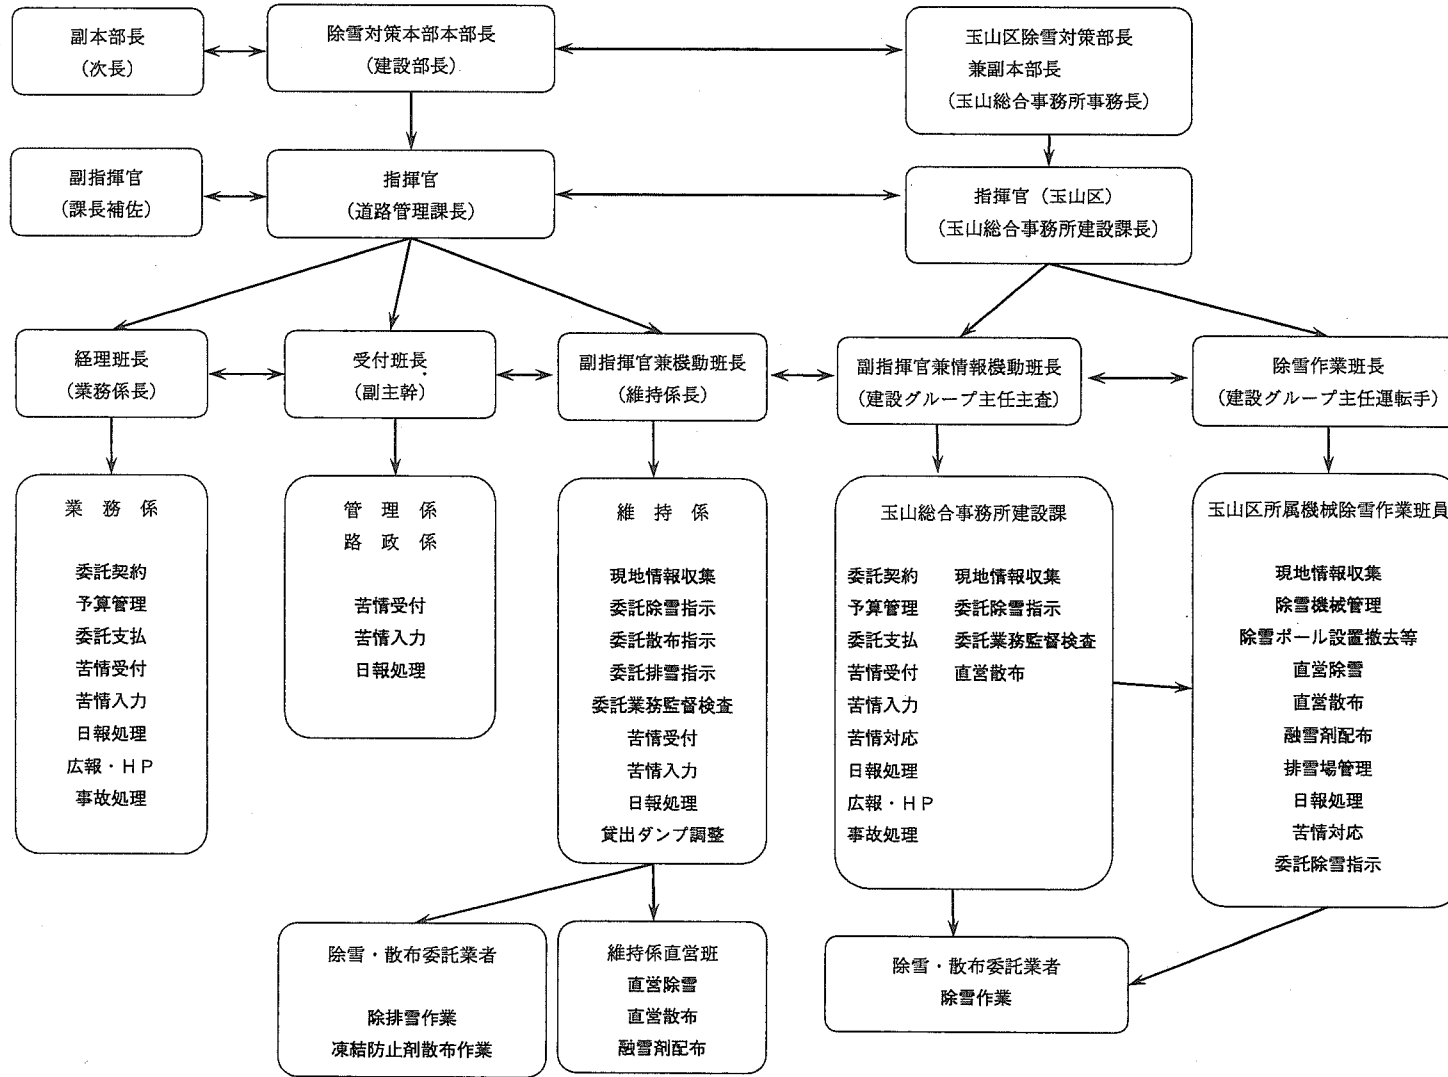 副本部長
(次長)
除雪対策本部本部長
(建設部長)
玉山区除雪対策部長
兼副本部長
(玉山総合事務所事務長)
副指揮官
(課長補佐)
指揮官
(道路管理課長)
指揮官（玉山区）
(玉山総合事務所建設課長)
経理班長
(業務係長)
受付班長
(副主幹)
副指揮官兼機動班長
(維持係長)
副指揮官兼情報機動班長
(建設グループ主任主査)
除雪作業班長
(建設グループ主任運転手)
業　務　係
委託契約
予算管理
委託支払
苦情受付
苦情入力
日報処理
広報・ＨＰ
事故処理
管　理　係
路　政　係
苦情受付
苦情入力
日報処理
維　持　係
現地情報収集
委託除雪指示
委託散布指示
委託排雪指示
委託業務監督検査
苦情受付
苦情入力
日報処理
貸出ダンプ調整
玉山総合事務所建設課
委託契約　現地情報収集
予算管理　委託除雪指示
委託支払　委託業務監督検査
苦情受付　直営散布
苦情入力
苦情対応
日報処理
広報・ＨＰ
事故処理
玉山区所属機械除雪作業班員
現地情報収集
除雪機械管理
除雪ポール設置撤去等
直営除雪
直営散布
融雪剤配布
排雪場管理
日報処理
苦情対応
委託除雪指示
除雪・散布委託業者
除排雪作業
凍結防止剤散布作業
維持係直営班
直営除雪
直営散布
融雪剤配布
除雪・散布委託業者
除雪作業